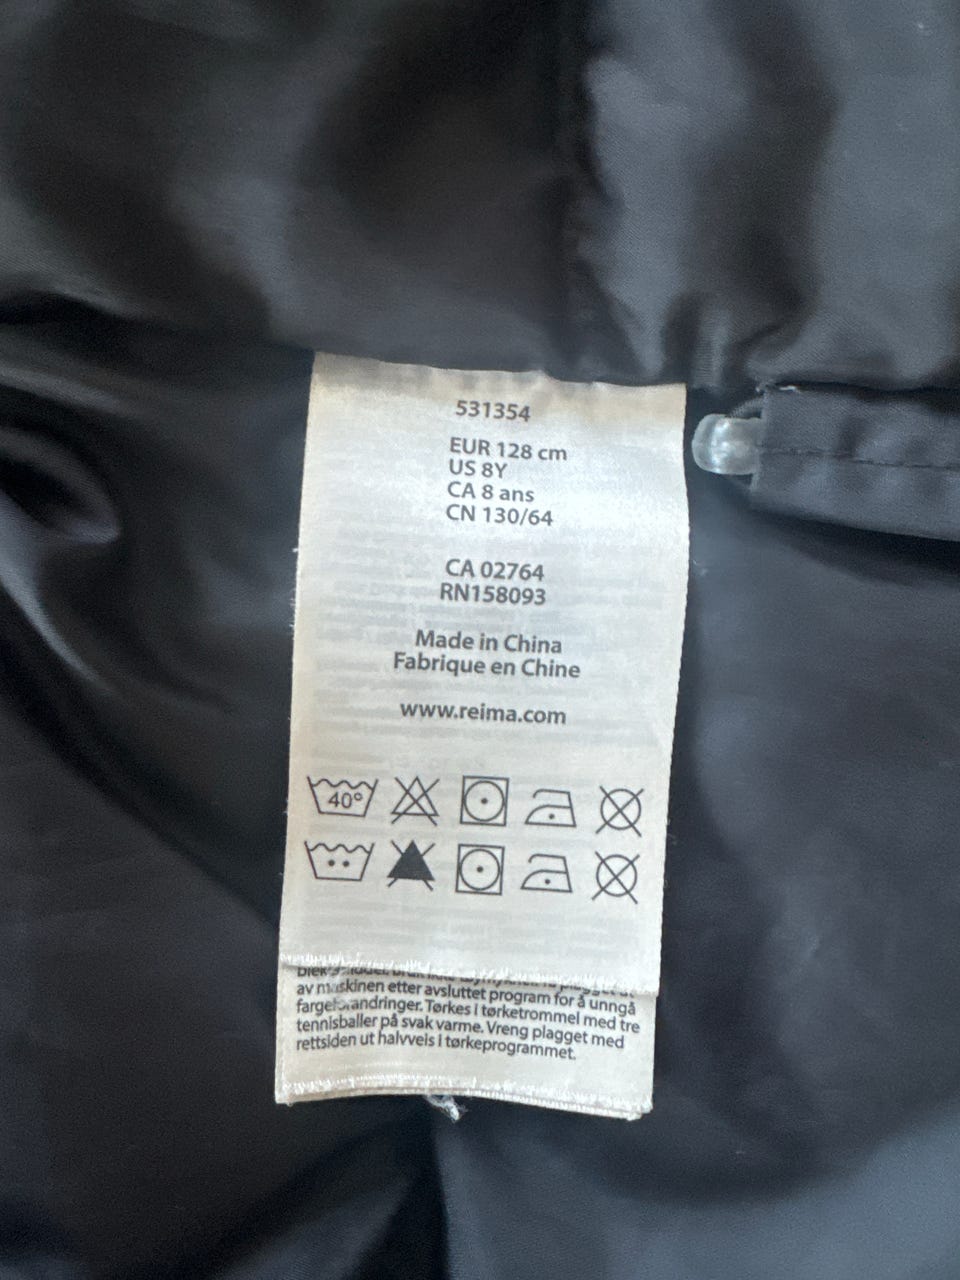 531354
EUR 128 cm
US 8Y
CA 8 ans
CN 130/64
CA 02764
RN158093
Made in China
Fabrique en Chine
www.reima.com
40°
av maskinen etter avsluttet program for å unngå
fargeforandringer. Tørkes i tørketrommel med tre
tennisballer på svak varme. Vreng plagget med
rettsiden ut halvveis i tørkeprogrammet.